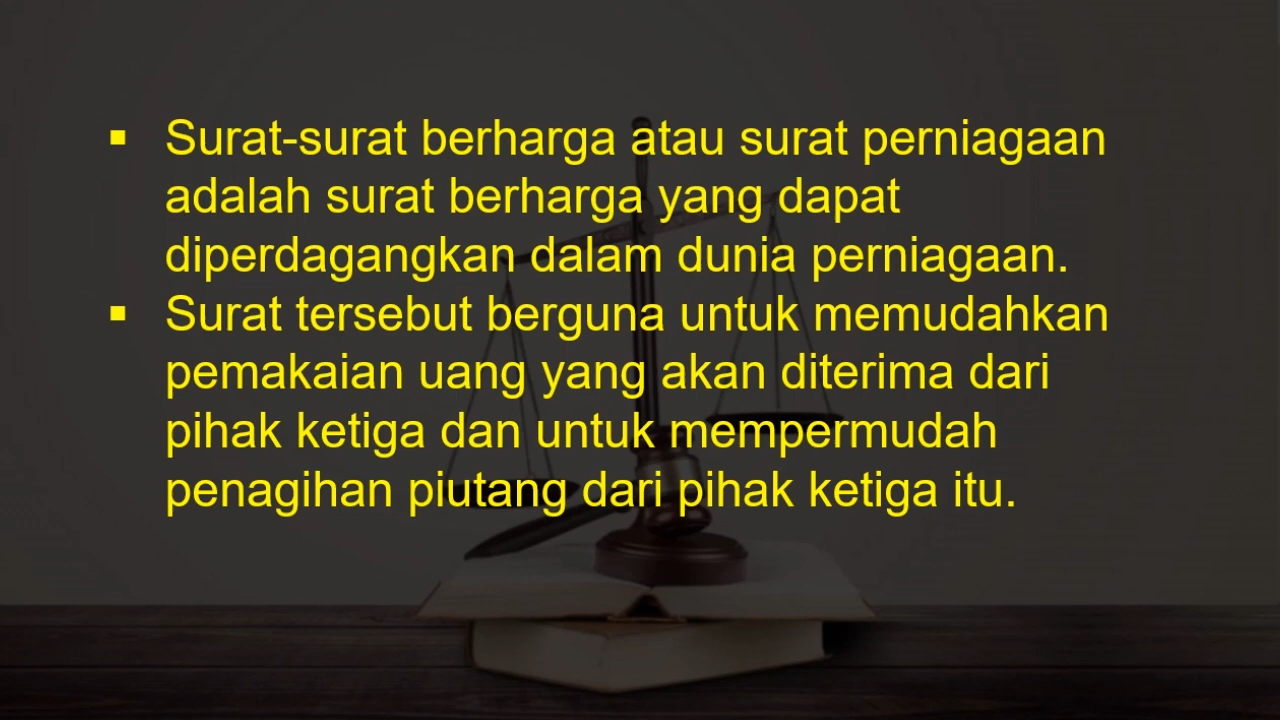 ▪ Surat-surat berharga atau surat perniagaan
adalah surat berharga yang dapat
diperdagangkan dalam dunia perniagaan.
▪ Surat tersebut berguna untuk memudahkan
pemakaian uang yang akan diterima dari
pihak ketiga dan untuk mempermudah
penagihan piutang dari pihak ketiga itu.